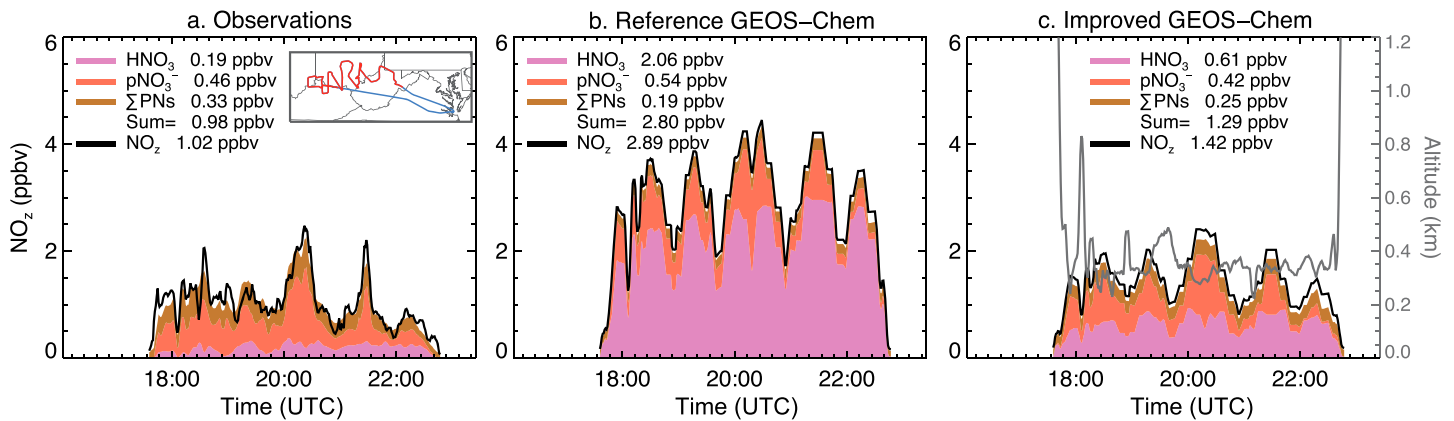 a. Observations
6
4
2
0
NOz (ppbv)
HNO3 0.19 ppbv
pNO3− 0.46 ppbv
∑PNs 0.33 ppbv
Sum= 0.98 ppbv
NOz 1.02 ppbv
18:00 20:00 22:00
Time (UTC)
b. Reference GEOS−Chem
6
4
2
0
HNO3 2.06 ppbv
pNO3− 0.54 ppbv
∑PNs 0.19 ppbv
Sum= 2.80 ppbv
NOz 2.89 ppbv
18:00 20:00 22:00
Time (UTC)
c. Improved GEOS−Chem
6
4
2
0
HNO3 0.61 ppbv
pNO3− 0.42 ppbv
∑PNs 0.25 ppbv
Sum= 1.29 ppbv
NOz 1.42 ppbv
18:00 20:00 22:00
Time (UTC)
1.2
1.0
0.8
0.6
0.4
0.2
0.0
Altitude (km)